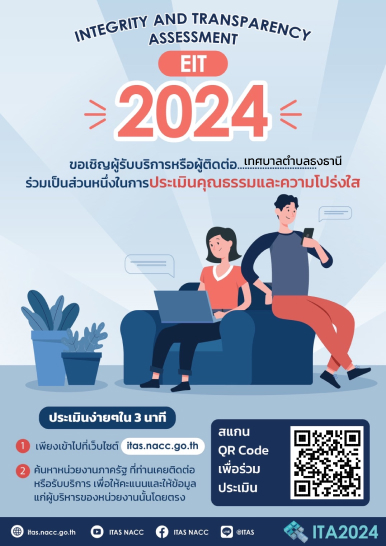 INTEGRITY AND TRANSPARENCY
ASSESSMENT
EIT
2024
ขอเชิญผู้รับบริการหรือผู้ติดต่อ...เทศบาลตำบลธงธานี
ร่วมเป็นส่วนหนึ่งในการประเมินคุณธรรมและความโปร่งใส
ประเมินง่ายๆใน 3 นาที
1 เพียงเข้าไปที่เว็บไซต์ itas.nacc.go.th
2 ค้นหาหน่วยงานภาครัฐ ที่ท่านเคยติดต่อ
หรือรับบริการ เพื่อให้คะแนนและให้ข้อมูล
แก่ผู้บริหารของหน่วยงานนั้นโดยตรง
สแกน
QR Code
เพื่อร่วม
ประเมิน
itas.nacc.go.th ITAS NACC ITAS NACC @ITAS ITA2024